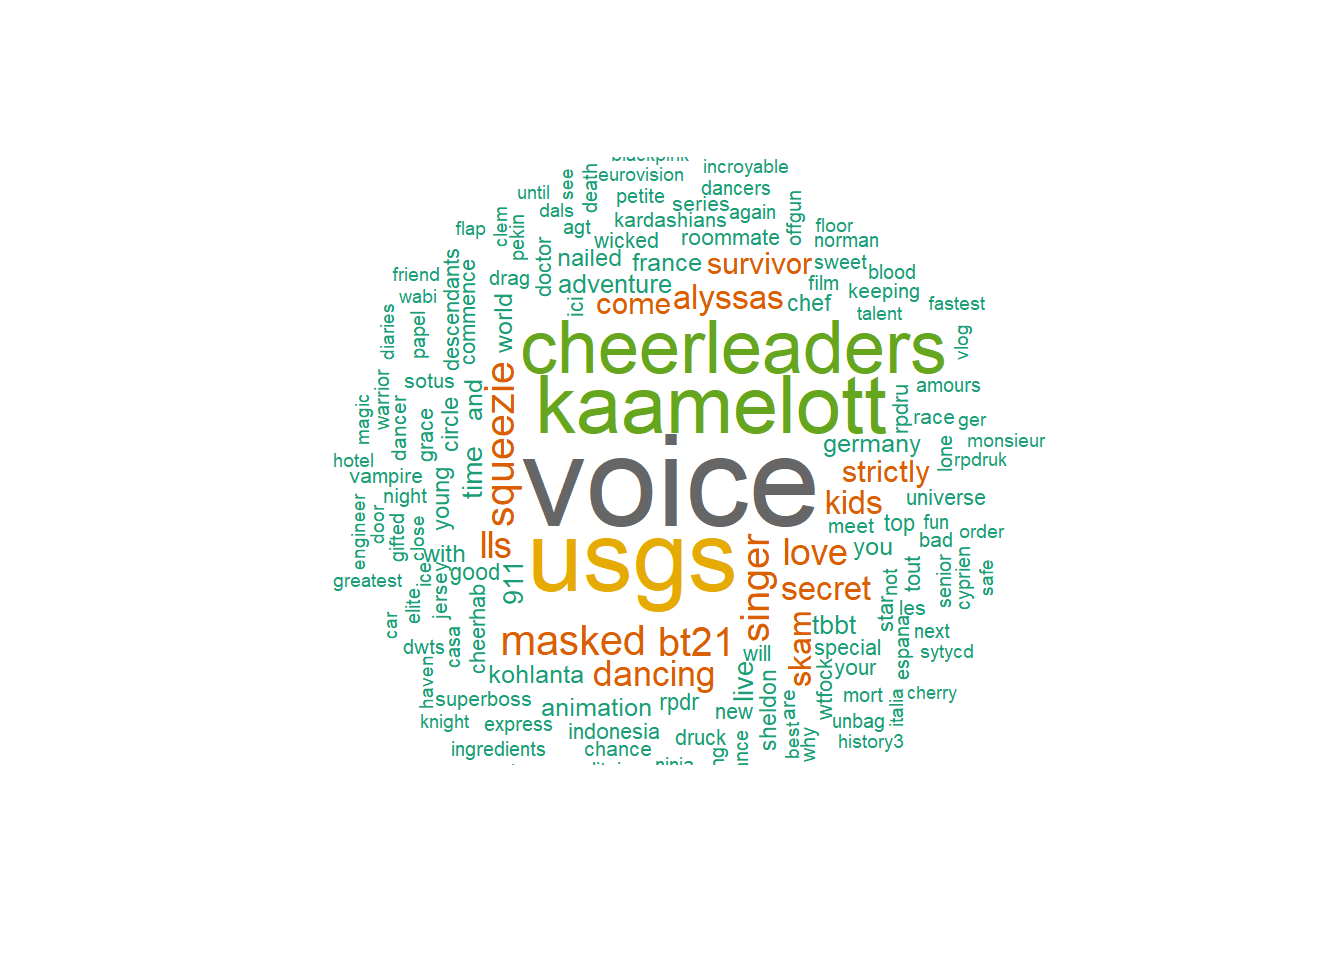 incroyable
see
death
eurovision
until
petite
dancers
series
dals
clem
kardashians
again
offgun
floor
flap
pekin
agt
wicked
roommate
norman
doctor
nailed
france
survivor
sweet
friend
drag
adventure
film
blood
wabi
descendants
commence
ici
come
alyssas
chef
keeping
talent
fastest
diaries
papel
world
cheerleaders
vlog
warrior
sotus
squeezie
kaamelott
rpdru
amours
magic
dancer
grace
circle
and
race
ger
germany
lone
monsieur
hotel
vampire
time
voice
strictly
rpdruk
night
young
kids
universe
engineer
door
gifted
close
with
lls
usgs
singer
love
meet
you
top
fun
bad
order
greatest
ice
good
911
secret
not
tout
senior
cyprien
safe
elite
jersey
cheerhab
star
les
car
dwts
casa
masked
bt21
will
skam
tbbt
special
espana
next
sytycd
haven
kohlanta
dancing
live
your
superboss
animation
rpdr
new
sheldon
are
wtfock
mort
italia
cherry
knight
express
indonesia
druck
best
why
unbag
history3
ingredients
chance